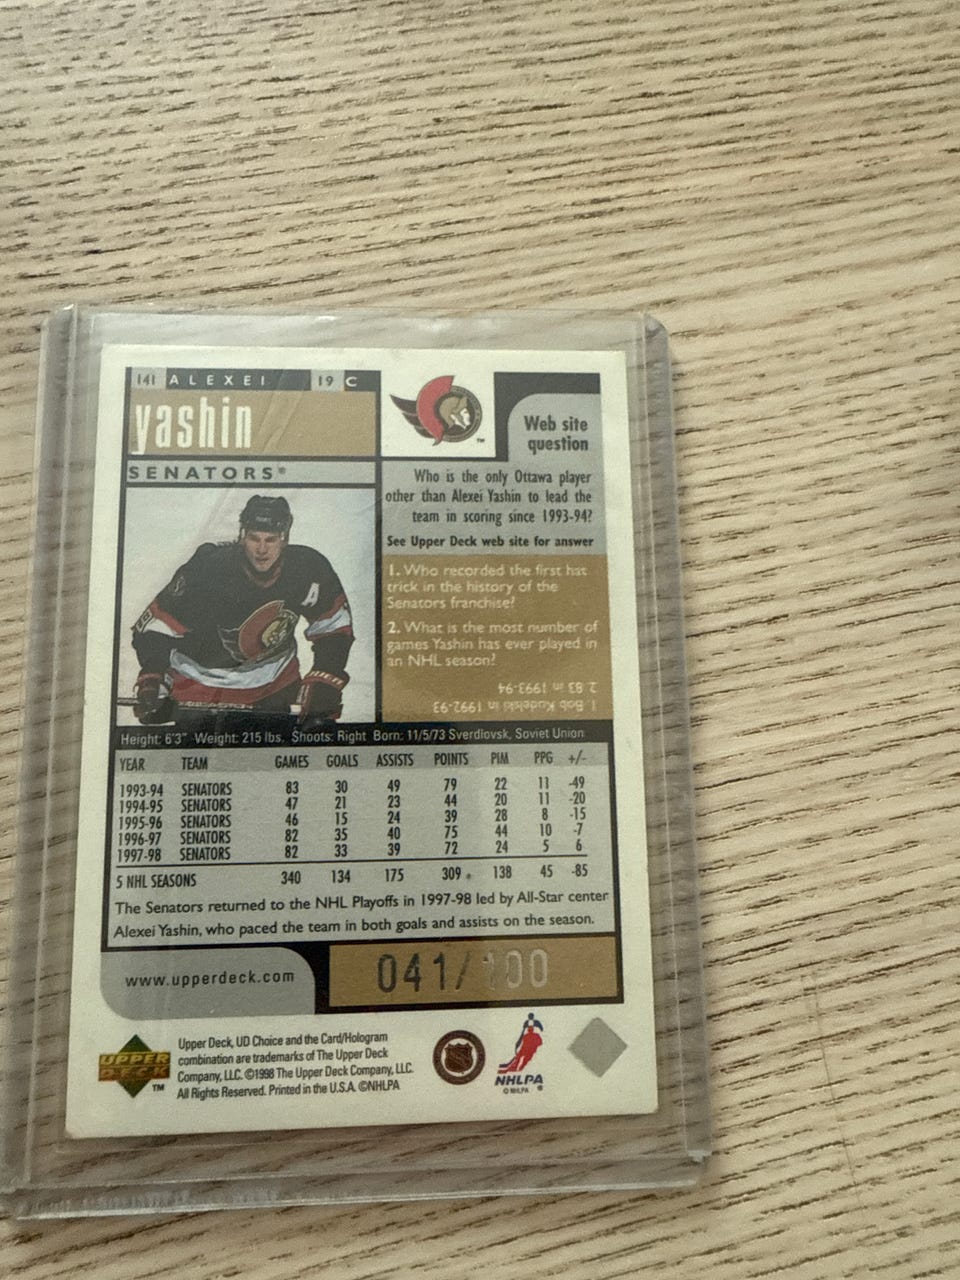 141 ALEXEI 19 C
yashin
SENATORS®
™
Web site
question
Who is the only Ottawa player
other than Alexei Yashin to lead the
team in scoring since 1993-94?
See Upper Deck web site for answer
1. Who recorded the first hat
trick in the history of the
Senators franchise?
2. What is the most number of
games Yashin has ever played in
an NHL season?
1. Bob Kudelski in 1992-93
2. 83 in 1993-94
A
Height: 6'3" Weight: 215 lbs. Shoots: Right Born: 11/5/73 Sverdlovsk, Soviet Union
YEAR TEAM GAMES GOALS ASSISTS POINTS PIM PPG +/-
1993-94 SENATORS 83 30 49 79 22 11 -49
1994-95 SENATORS 47 21 23 44 20 11 -20
1995-96 SENATORS 46 15 24 39 28 8 -15
1996-97 SENATORS 82 35 40 75 44 10 -7
1997-98 SENATORS 82 33 39 72 24 5 6
5 NHL SEASONS 340 134 175 309 138 45 -85
The Senators returned to the NHL Playoffs in 1997-98 led by All-Star center
Alexei Yashin, who paced the team in both goals and assists on the season.
www.upperdeck.com
041/100
UPPER
DECK
™
Upper Deck, UD Choice and the Card/Hologram
combination are trademarks of The Upper Deck
Company, LLC. ©1998 The Upper Deck Company, LLC.
All Rights Reserved. Printed in the U.S.A. ©NHLPA
NHL
NHLPA
© NHLPA ®